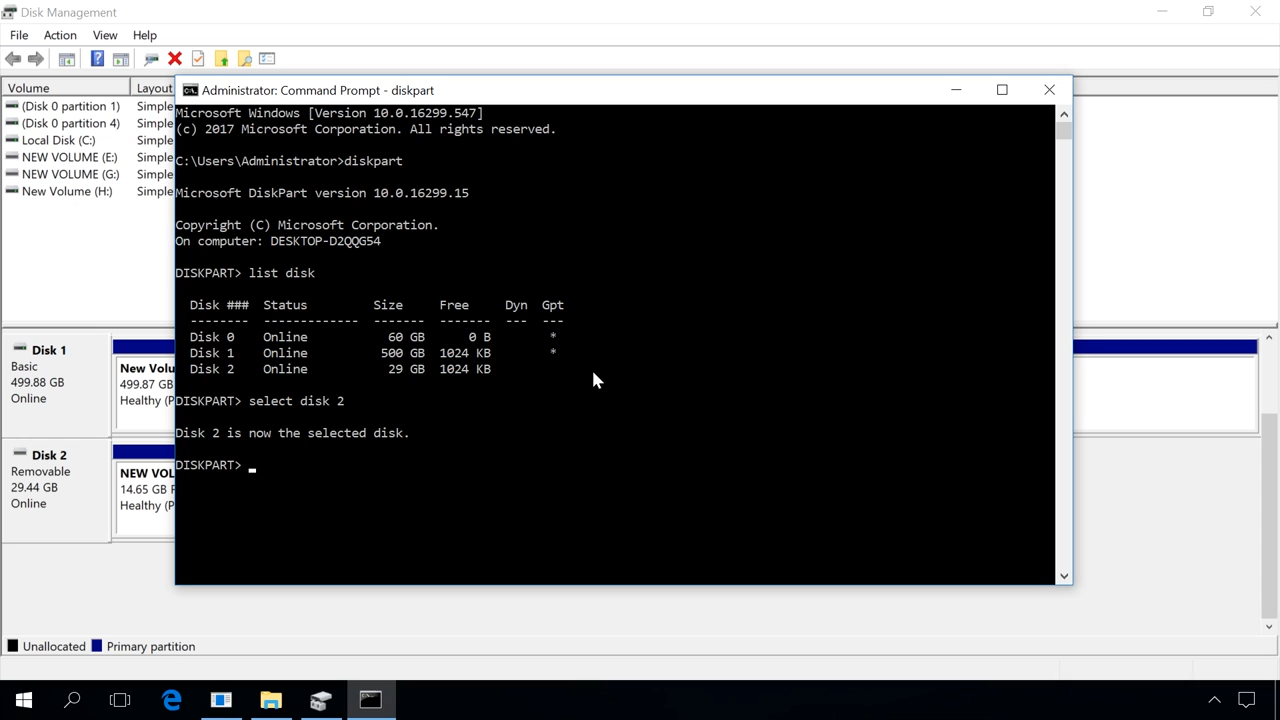 Disk Management
File Action View Help
Volume Layout
(Disk 0 partition 1) Simple
(Disk 0 partition 4) Simple
Local Disk (C:) Simple
NEW VOLUME (E:) Simple
NEW VOLUME (G:) Simple
New Volume (H:) Simple
Administrator: Command Prompt - diskpart
Microsoft Windows [Version 10.0.16299.547]
(c) 2017 Microsoft Corporation. All rights reserved.
C:\Users\Administrator>diskpart
Microsoft DiskPart version 10.0.16299.15
Copyright (C) Microsoft Corporation.
On computer: DESKTOP-D2QQG54
DISKPART> list disk
Disk ### Status Size Free Dyn Gpt
-------- ------------- ------- ------- --- ---
Disk 0 Online 60 GB 0 B *
Disk 1 Online 500 GB 1024 KB *
Disk 2 Online 29 GB 1024 KB
DISKPART> select disk 2
Disk 2 is now the selected disk.
DISKPART>
Disk 1
Basic
499.88 GB
Online
New Volu
499.87 GB
Healthy (P
Disk 2
Removable
29.44 GB
Online
NEW VOL
14.65 GB F
Healthy (P
Unallocated Primary partition